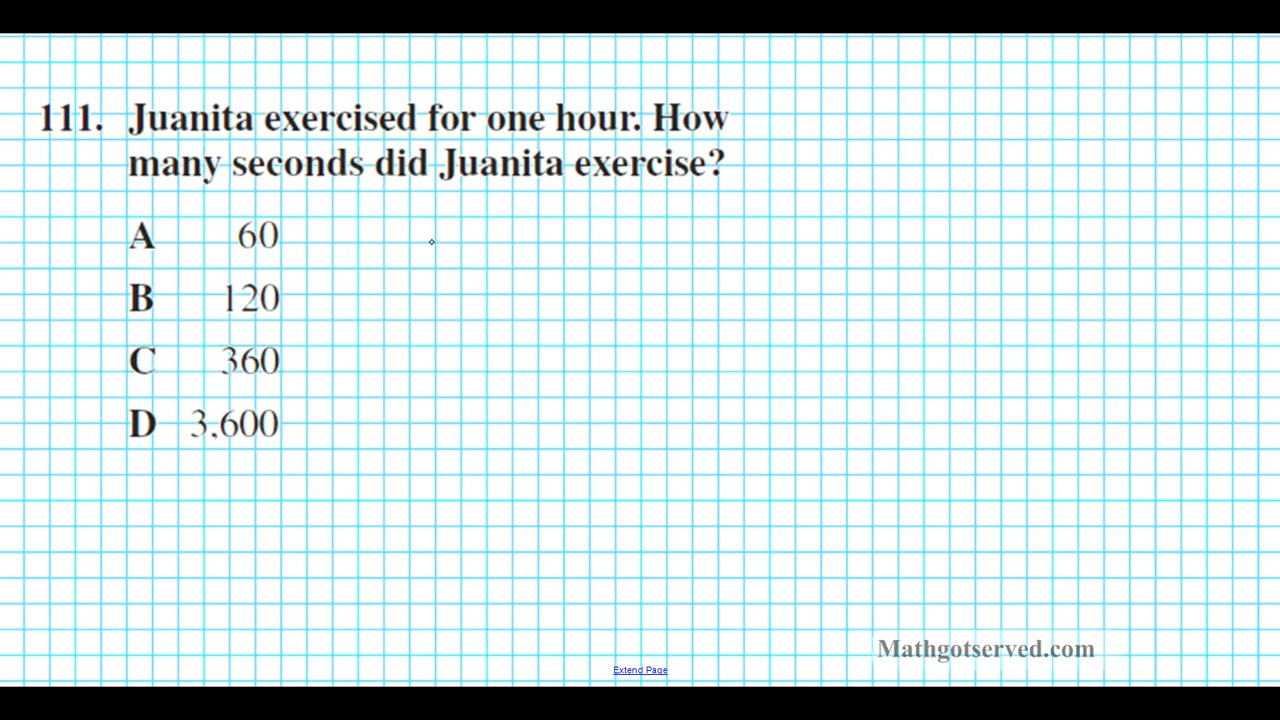 111. Juanita exercised for one hour. How
many seconds did Juanita exercise?
A 60
B 120
C 360
D 3,600
Mathgotserved.com
Extend Page